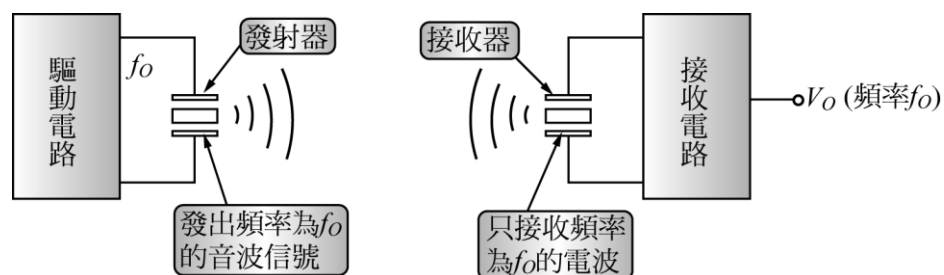 驅動電路
fO
發射器
發出頻率為fO
的音波信號
接收器
只接收頻率
為fO的電波
接收電路
VO (頻率fO)